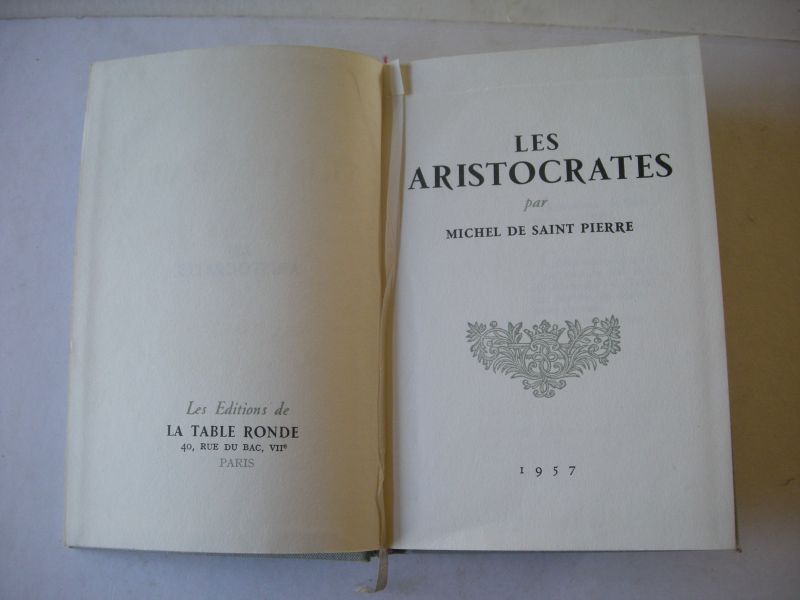 Les Editions de
LA TABLE RONDE
40, RUE DU BAC, VIIe
PARIS
LES
ARISTOCRATES
par
MICHEL DE SAINT PIERRE
1957